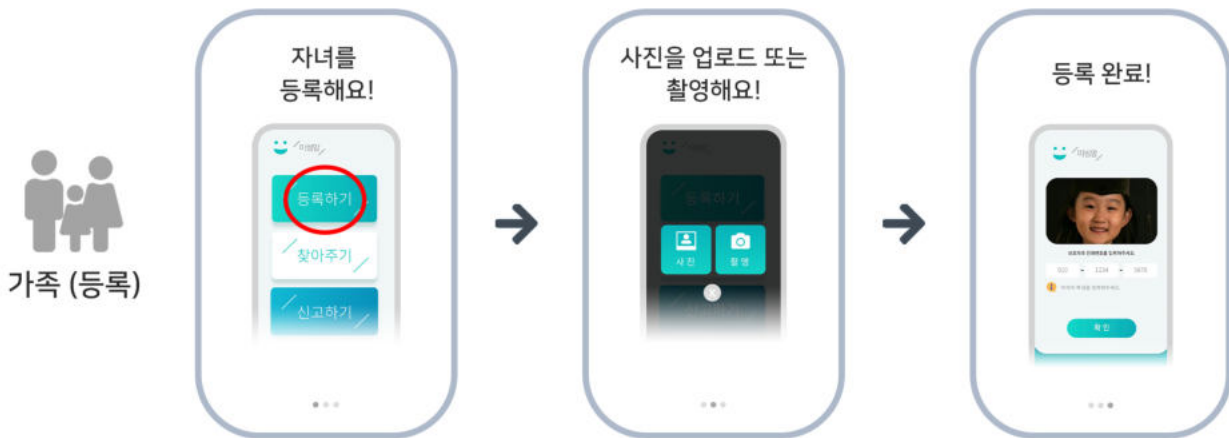 가족 (등록)
자녀를
등록해요!
등록하기
찾아주기
신고하기
사진을 업로드 또는
촬영해요!
등록하기
사진
촬영
등록 완료!
1234
5678
확인